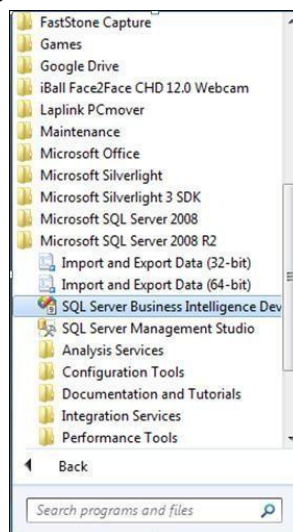 FastStone Capture
Games
Google Drive
iBall Face2Face CHD 12.0 Webcam
Laplink PCmover
Maintenance
Microsoft Office
Microsoft Silverlight
Microsoft Silverlight 3 SDK
Microsoft SQL Server 2008
Microsoft SQL Server 2008 R2
Import and Export Data (32-bit)
Import and Export Data (64-bit)
SQL Server Business Intelligence Dev
SQL Server Management Studio
Analysis Services
Configuration Tools
Documentation and Tutorials
Integration Services
Performance Tools
Back
Search programs and files